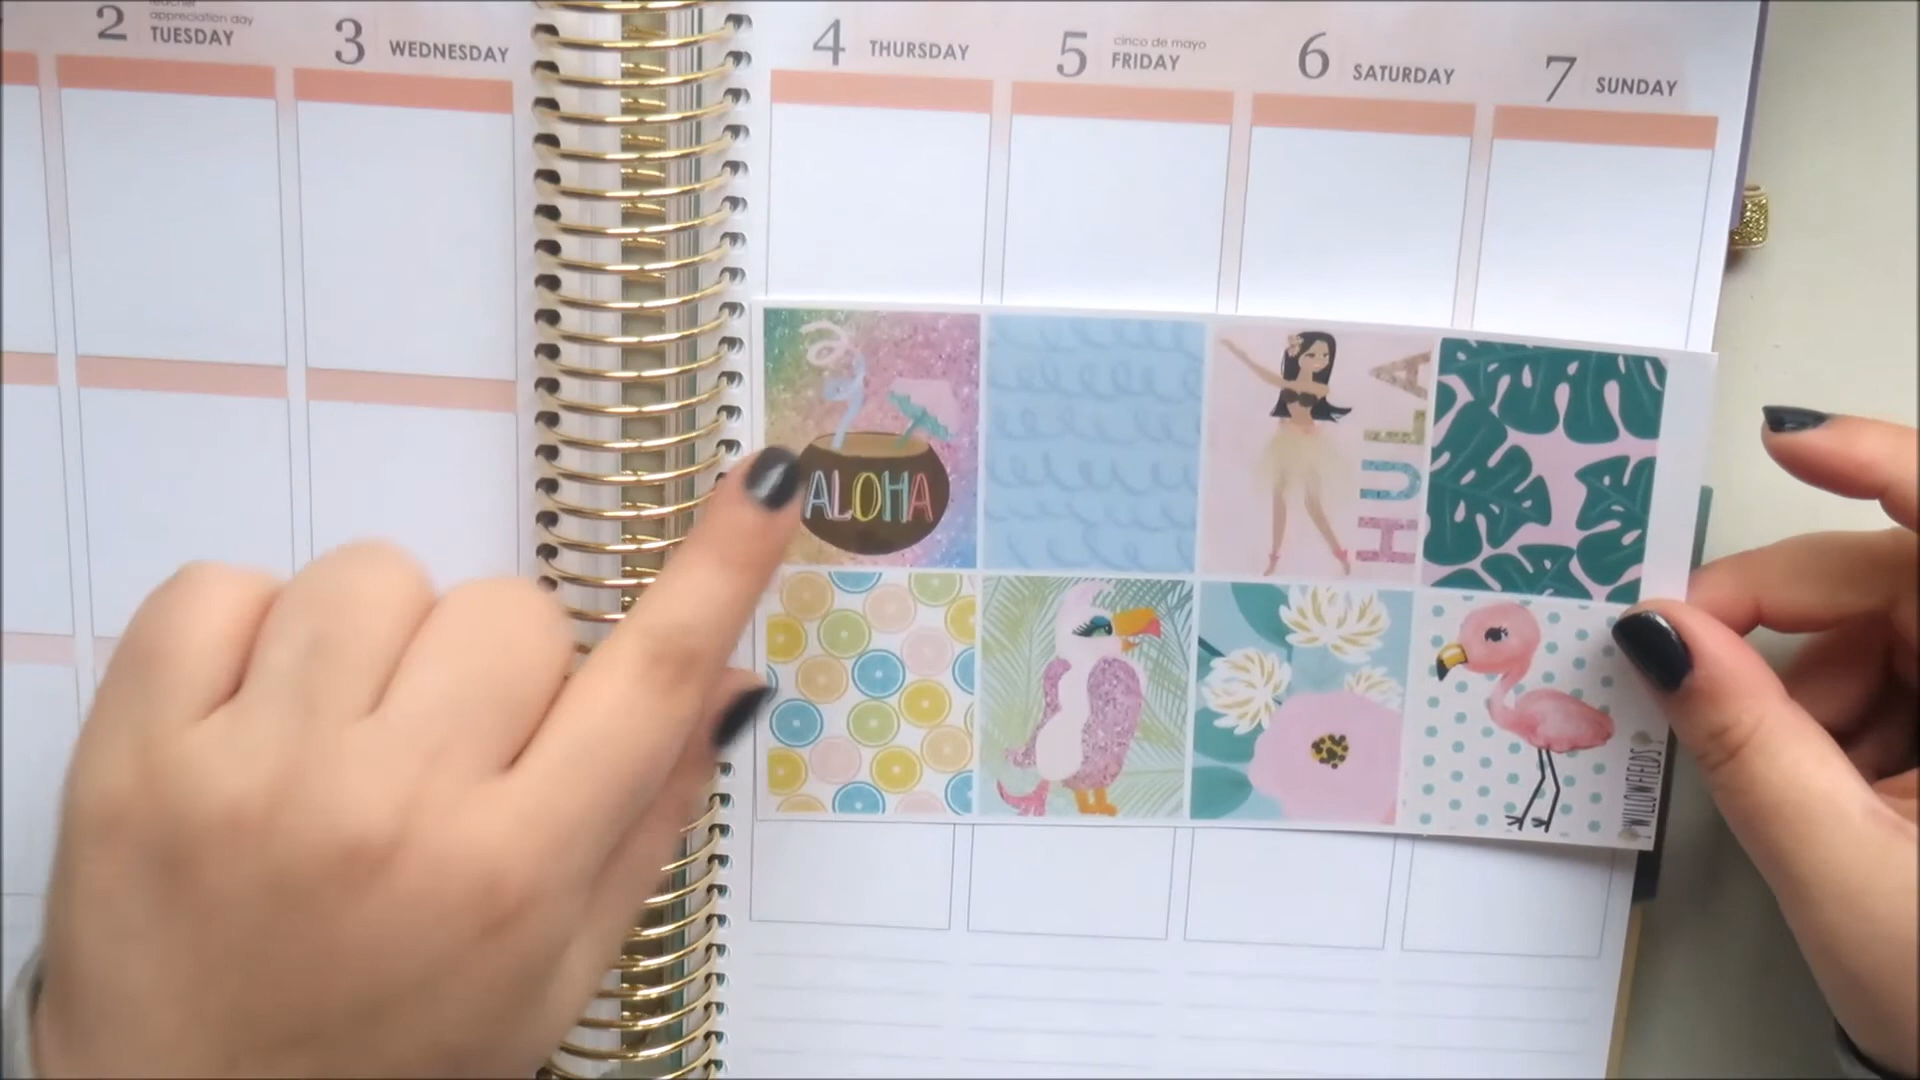 2
teacher
appreciation day
TUESDAY
3 WEDNESDAY
4 THURSDAY
5
cinco de mayo
FRIDAY
6 SATURDAY
7 SUNDAY
ALOHA
HULA
WILLOWFIELDS